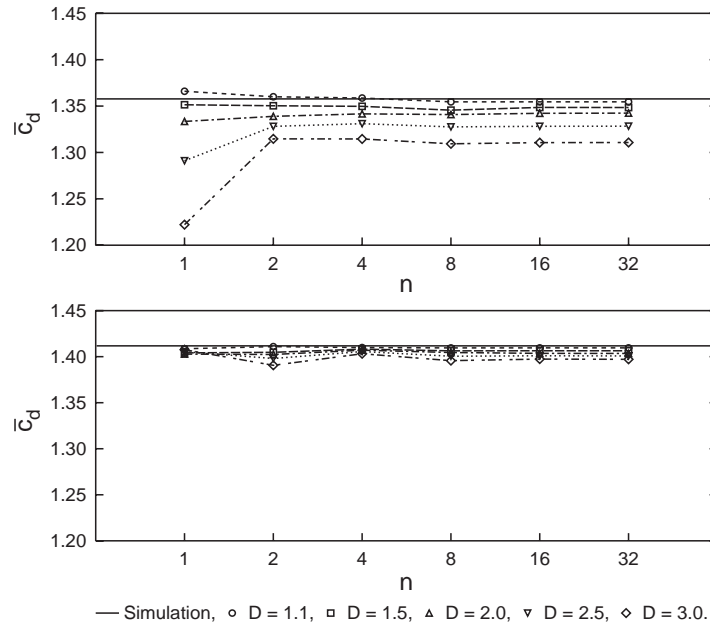 1.45
1.40
1.35
1.30
1.25
1.20
c̅d
1 2 4 8 16 32
n
1.45
1.40
1.35
1.30
1.25
1.20
c̅d
1 2 4 8 16 32
n
Simulation, D = 1.1, D = 1.5, D = 2.0, D = 2.5, D = 3.0.